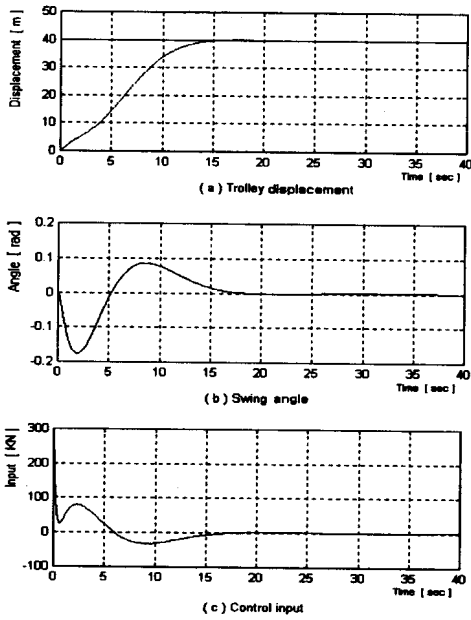 50
40
30
20
10
0
Displacement [ m ]
0 5 10 15 20 25 30 35 40
Time [ sec ]
( a ) Trolley displacement
0.2
0.1
0
-0.1
-0.2
Angle [ rad ]
0 5 10 15 20 25 30 35 40
Time [ sec ]
( b ) Swing angle
300
200
100
0
-100
Input [ KN ]
0 5 10 15 20 25 30 35 40
Time [ sec ]
( c ) Control input